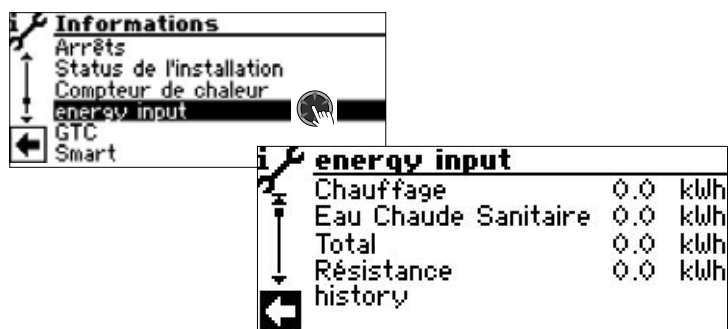 Informations
Arrêts
Status de l'installation
Compteur de chaleur
energy input
GTC
Smart
energy input
Chauffage 0.0 kWh
Eau Chaude Sanitaire 0.0 kWh
Total 0.0 kWh
Résistance 0.0 kWh
history